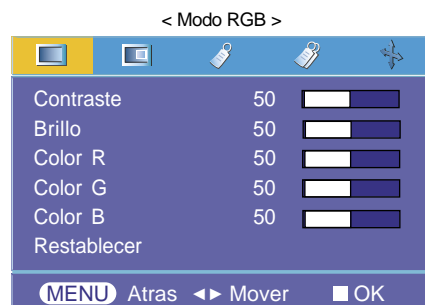 < Modo RGB >
Contraste 50
Brillo 50
Color R 50
Color G 50
Color B 50
Restablecer
MENU Atras ◄► Mover ■ OK